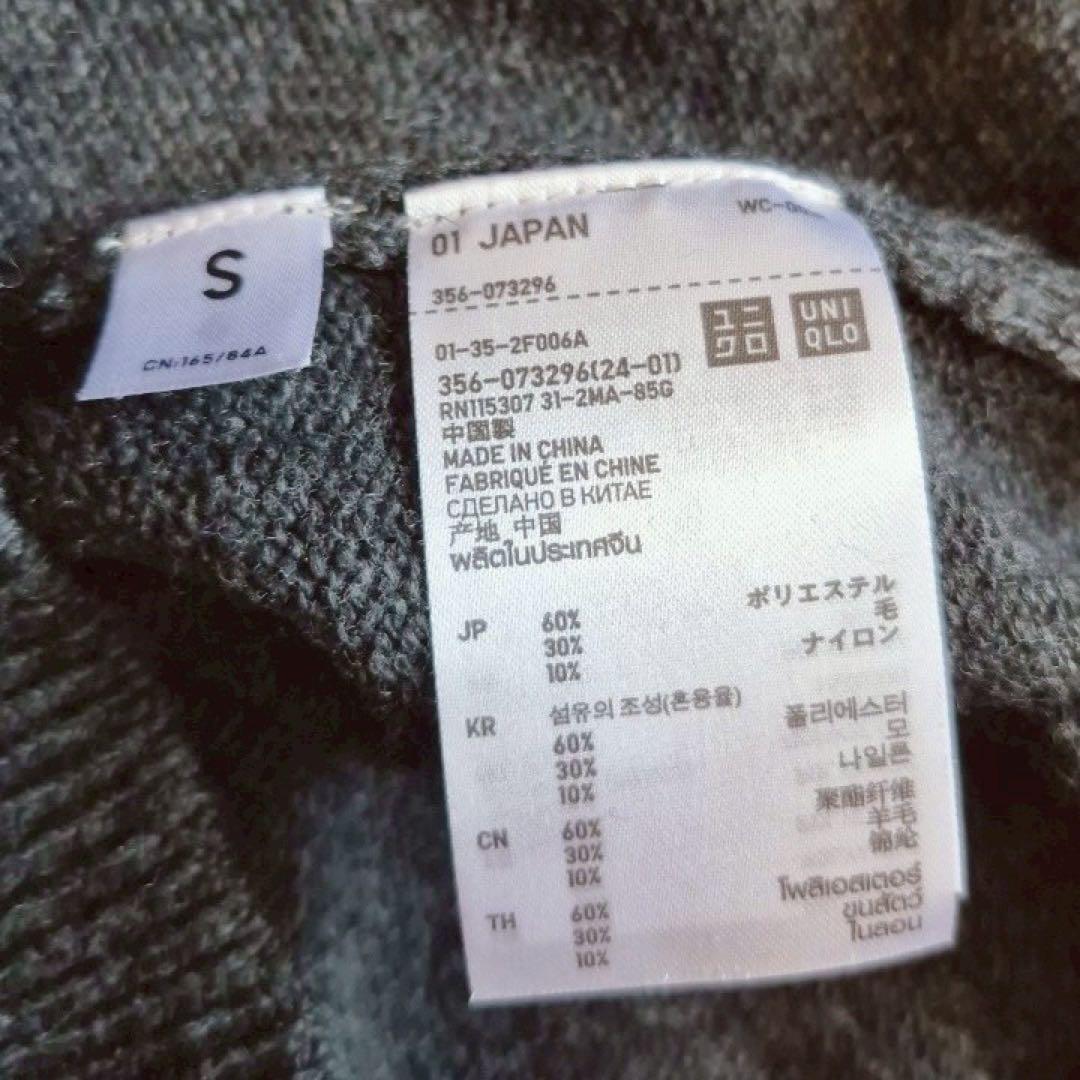 S
CN:165/84A
01 JAPAN
356-073296
ユニ
クロ
UNI
QLO
01-35-2F006A
356-073296(24-01)
RN115307 31-2MA-85G
中国製
MADE IN CHINA
FABRIQUÉ EN CHINE
СДЕЛАНО В КИТАЕ
产地 中国
ผลิตในประเทศจีน
JP 60% ポリエステル
30% 毛
10% ナイロン
KR 섬유의 조성(혼용율)
60% 폴리에스터
30% 모
10% 나일론
CN 60% 聚酯纤维
30% 羊毛
10% 锦纶
TH 60% โพลีเอสเตอร์
30% ขนสัตว์
10% ไนลอน